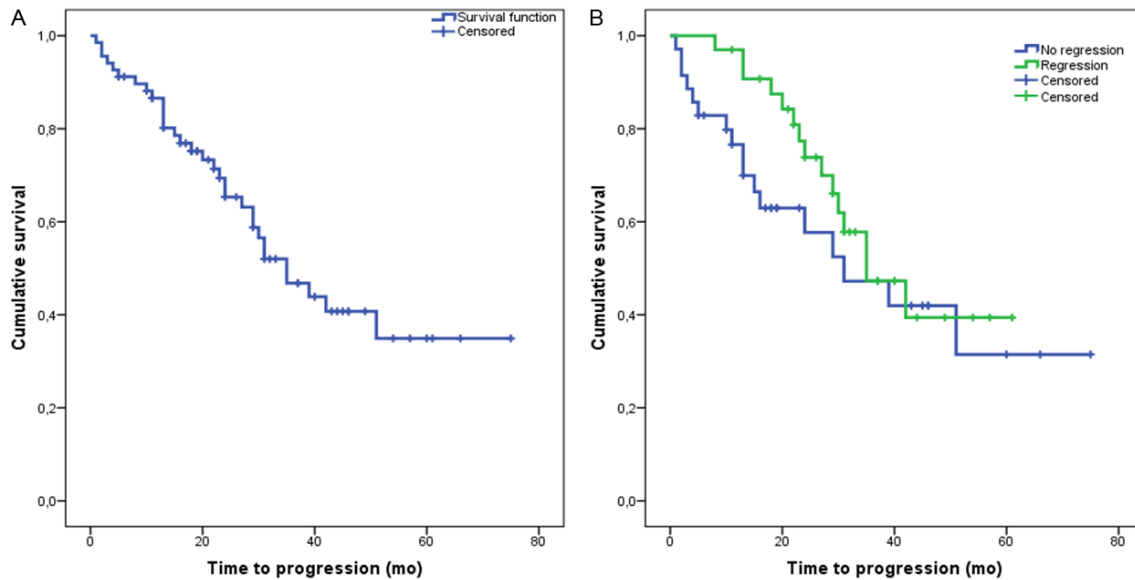 A
Survival function
Censored
1,0
0,8
0,6
0,4
0,2
0,0
Cumulative survival
0 20 40 60 80
Time to progression (mo)
B
No regression
Regression
Censored
Censored
1,0
0,8
0,6
0,4
0,2
0,0
Cumulative survival
0 20 40 60 80
Time to progression (mo)